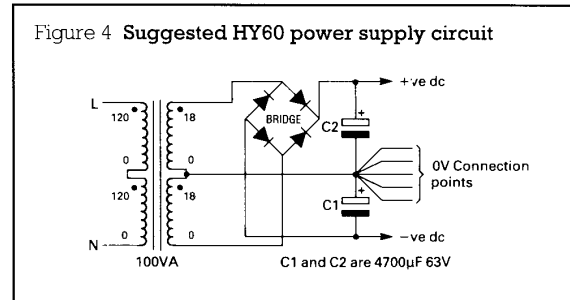 Figure 4 Suggested HY60 power supply circuit
+ve dc
L
120
18
BRIDGE
+
C2
0
0
0V Connection
points
120
18
+
C1
0
0
N
-ve dc
100VA
C1 and C2 are 4700µF 63V